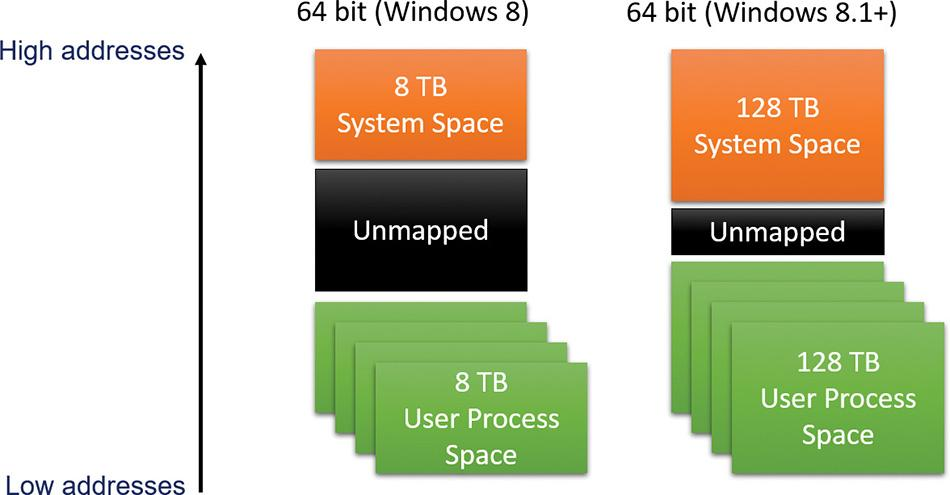 64 bit (Windows 8)
64 bit (Windows 8.1+)
High addresses
8 TB
System Space
128 TB
System Space
Unmapped
Unmapped
8 TB
User Process
Space
128 TB
User Process
Space
Low addresses